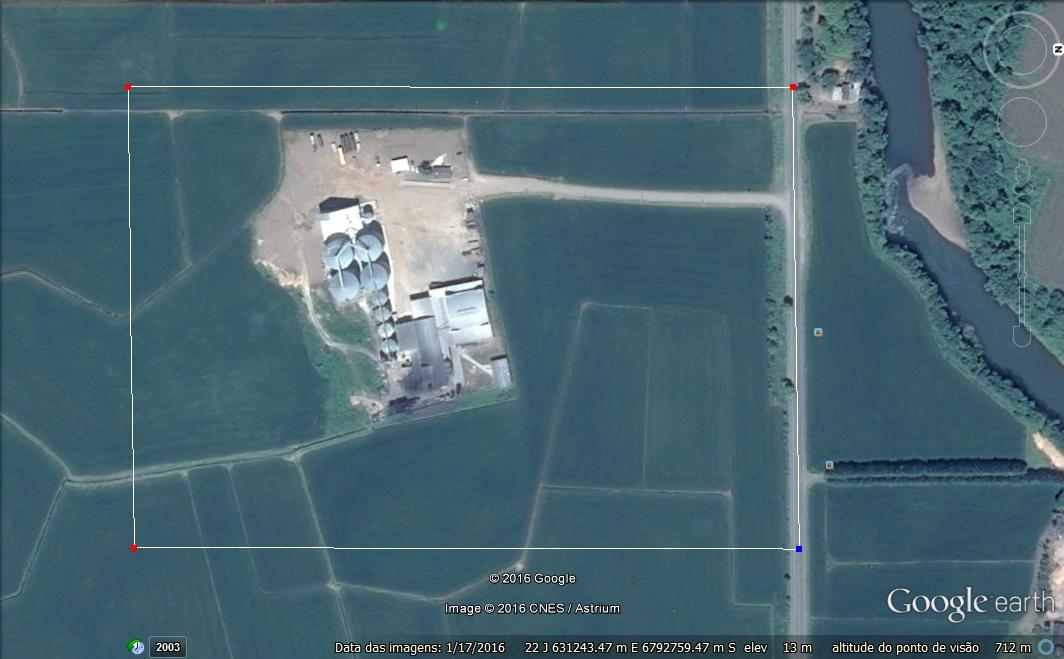 N
© 2016 Google
Image © 2016 CNES / Astrium
Google earth
2003
Data das imagens: 1/17/2016 22 J 631243.47 m E 6792759.47 m S elev 13 m altitude do ponto de visão 712 m